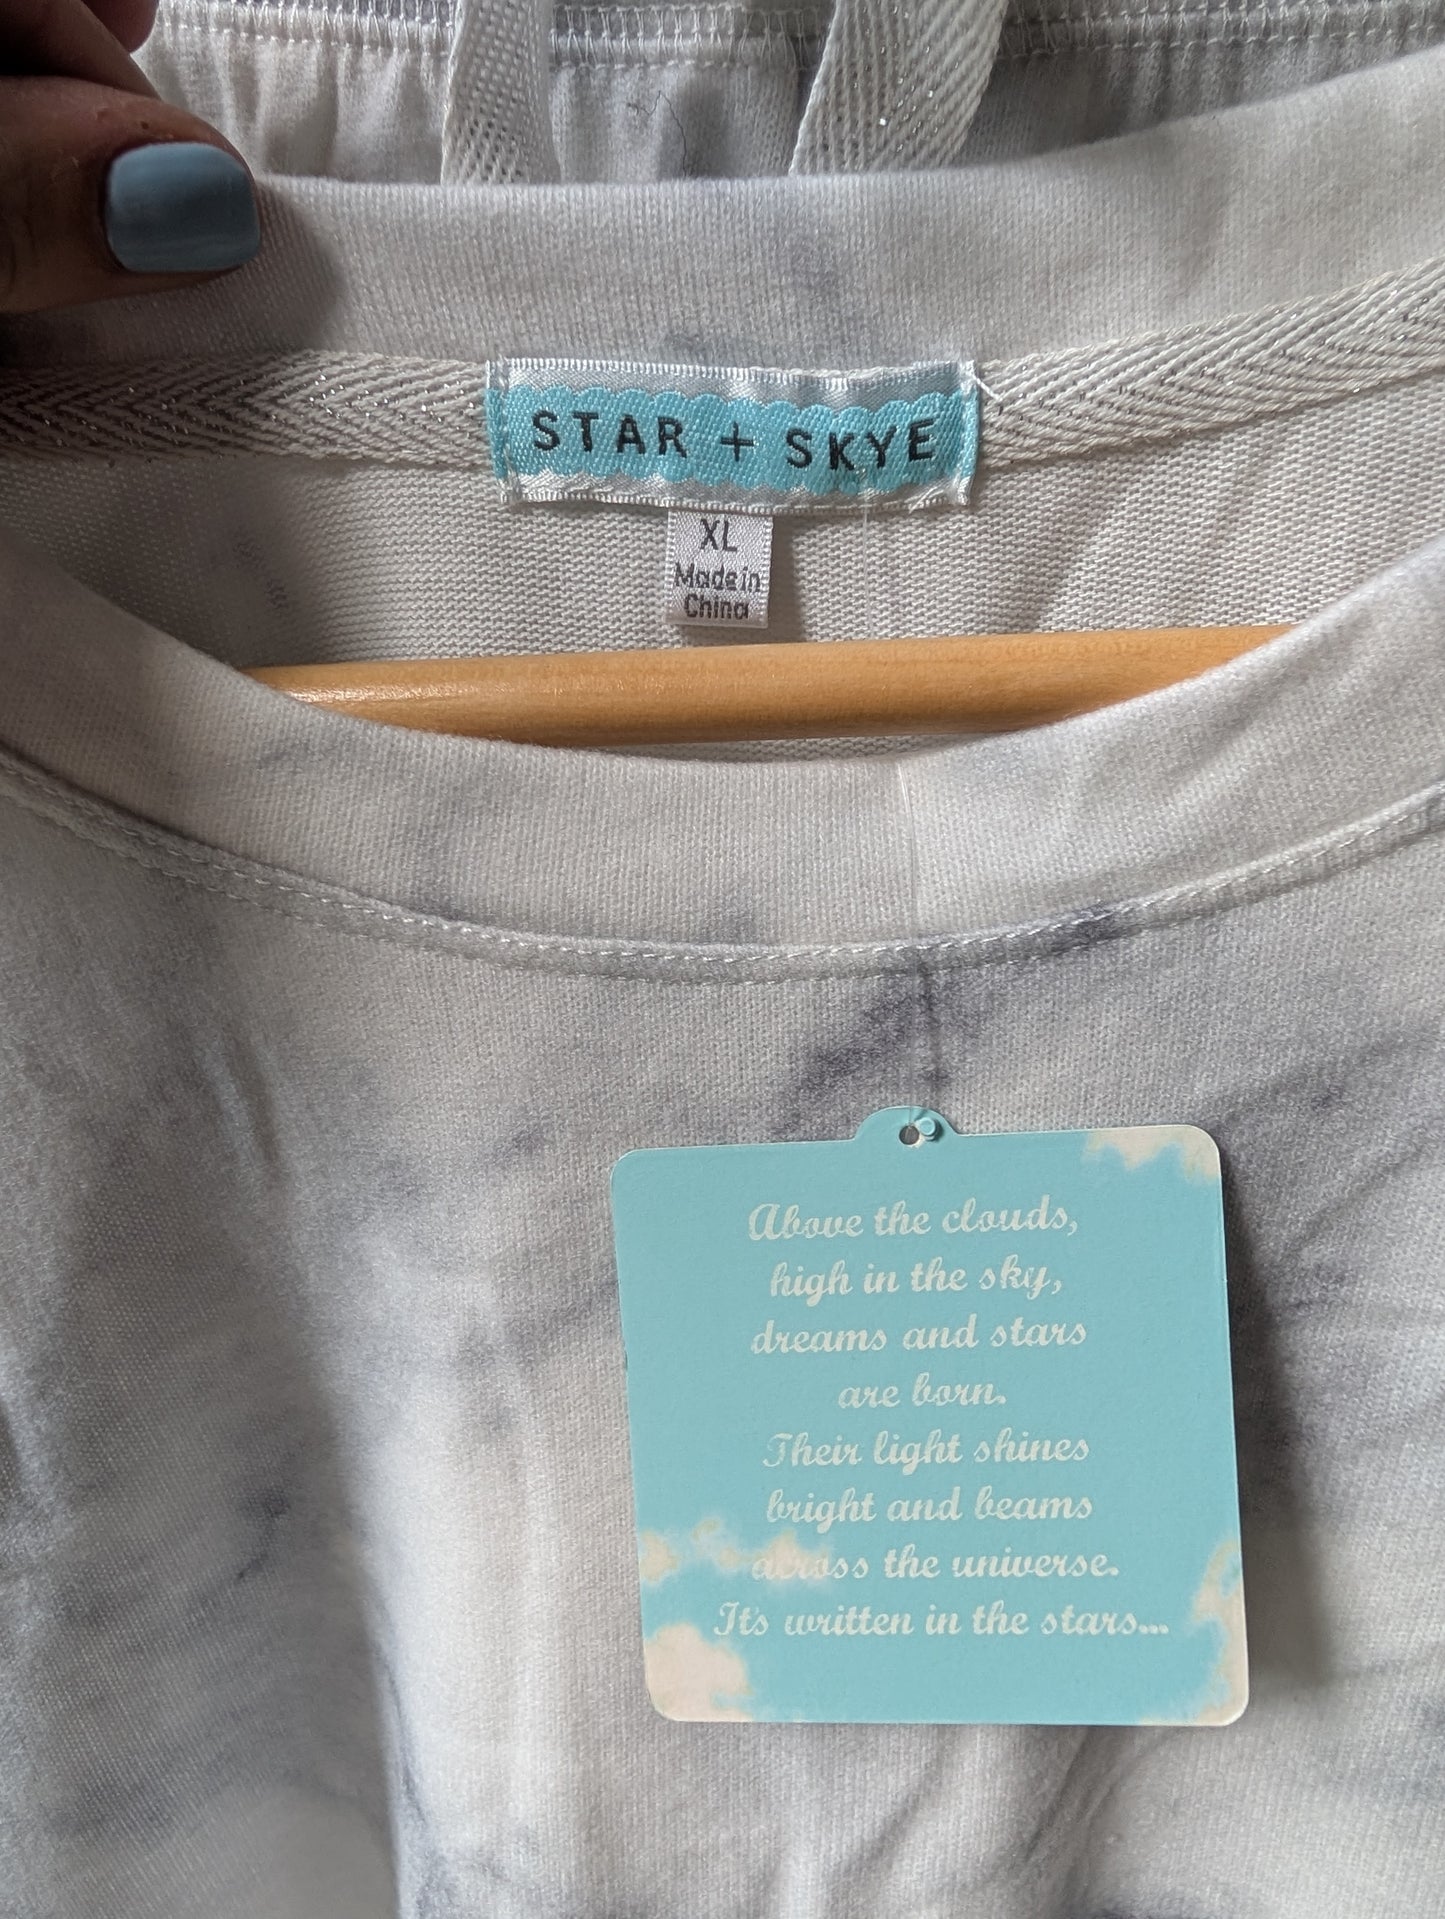 STAR + SKYE
XL
Made in
China
Above the clouds,
high in the sky,
dreams and stars
are born.
Their light shines
bright and beams
across the universe.
Its written in the stars...